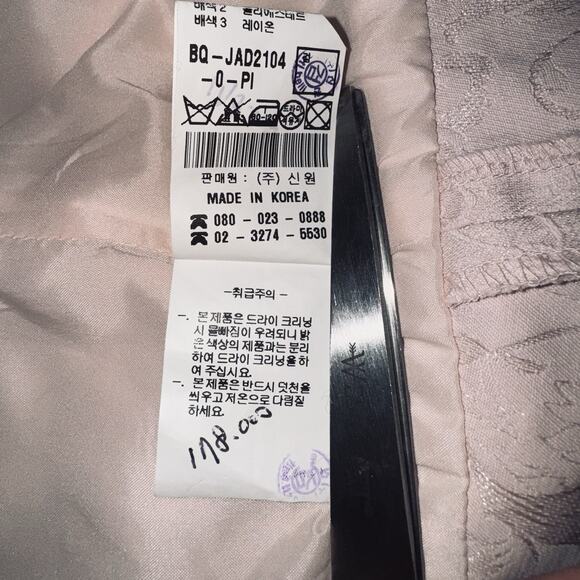 배색2 폴리에스테르
배색3 레이온
BQ-JAD2104
-0-PI
80-120
드라이
판매원 : (주) 신원
MADE IN KOREA
080-023-0888
02-3274-5530
-취급주의-
-. 본 제품은 드라이 크리닝
시 물빠짐이 우려되니 밝
은 색상의 제품과는 분리
하여 드라이 크리닝을 하
여 주십시요.
-. 본 제품은 반드시 덧천을
씌우고 저온으로 다림질
하세요.
178.000